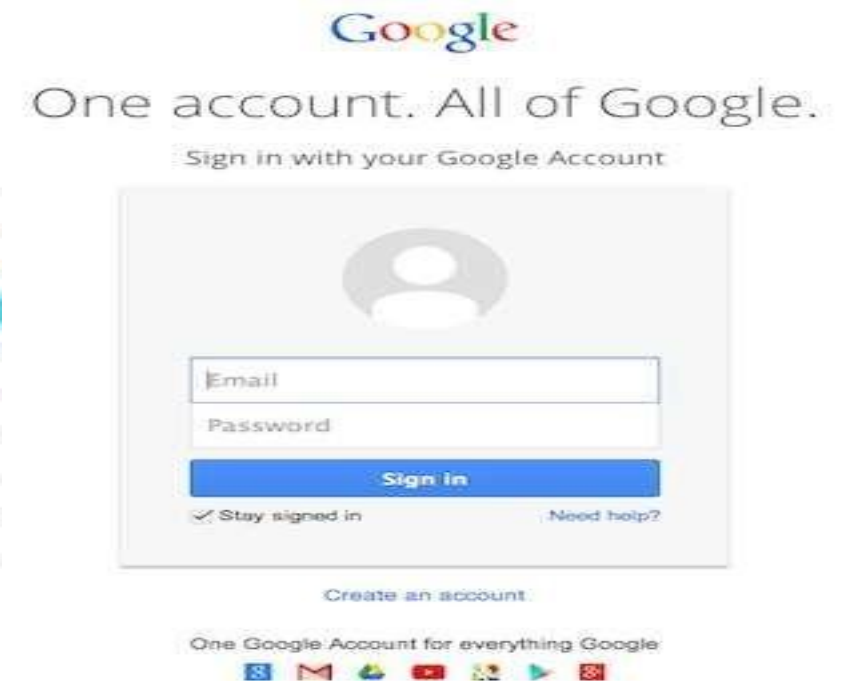 Google
One account. All of Google.
Sign in with your Google Account
Email
Password
Sign in
Stay signed in Need help?
Create an account
One Google Account for everything Google